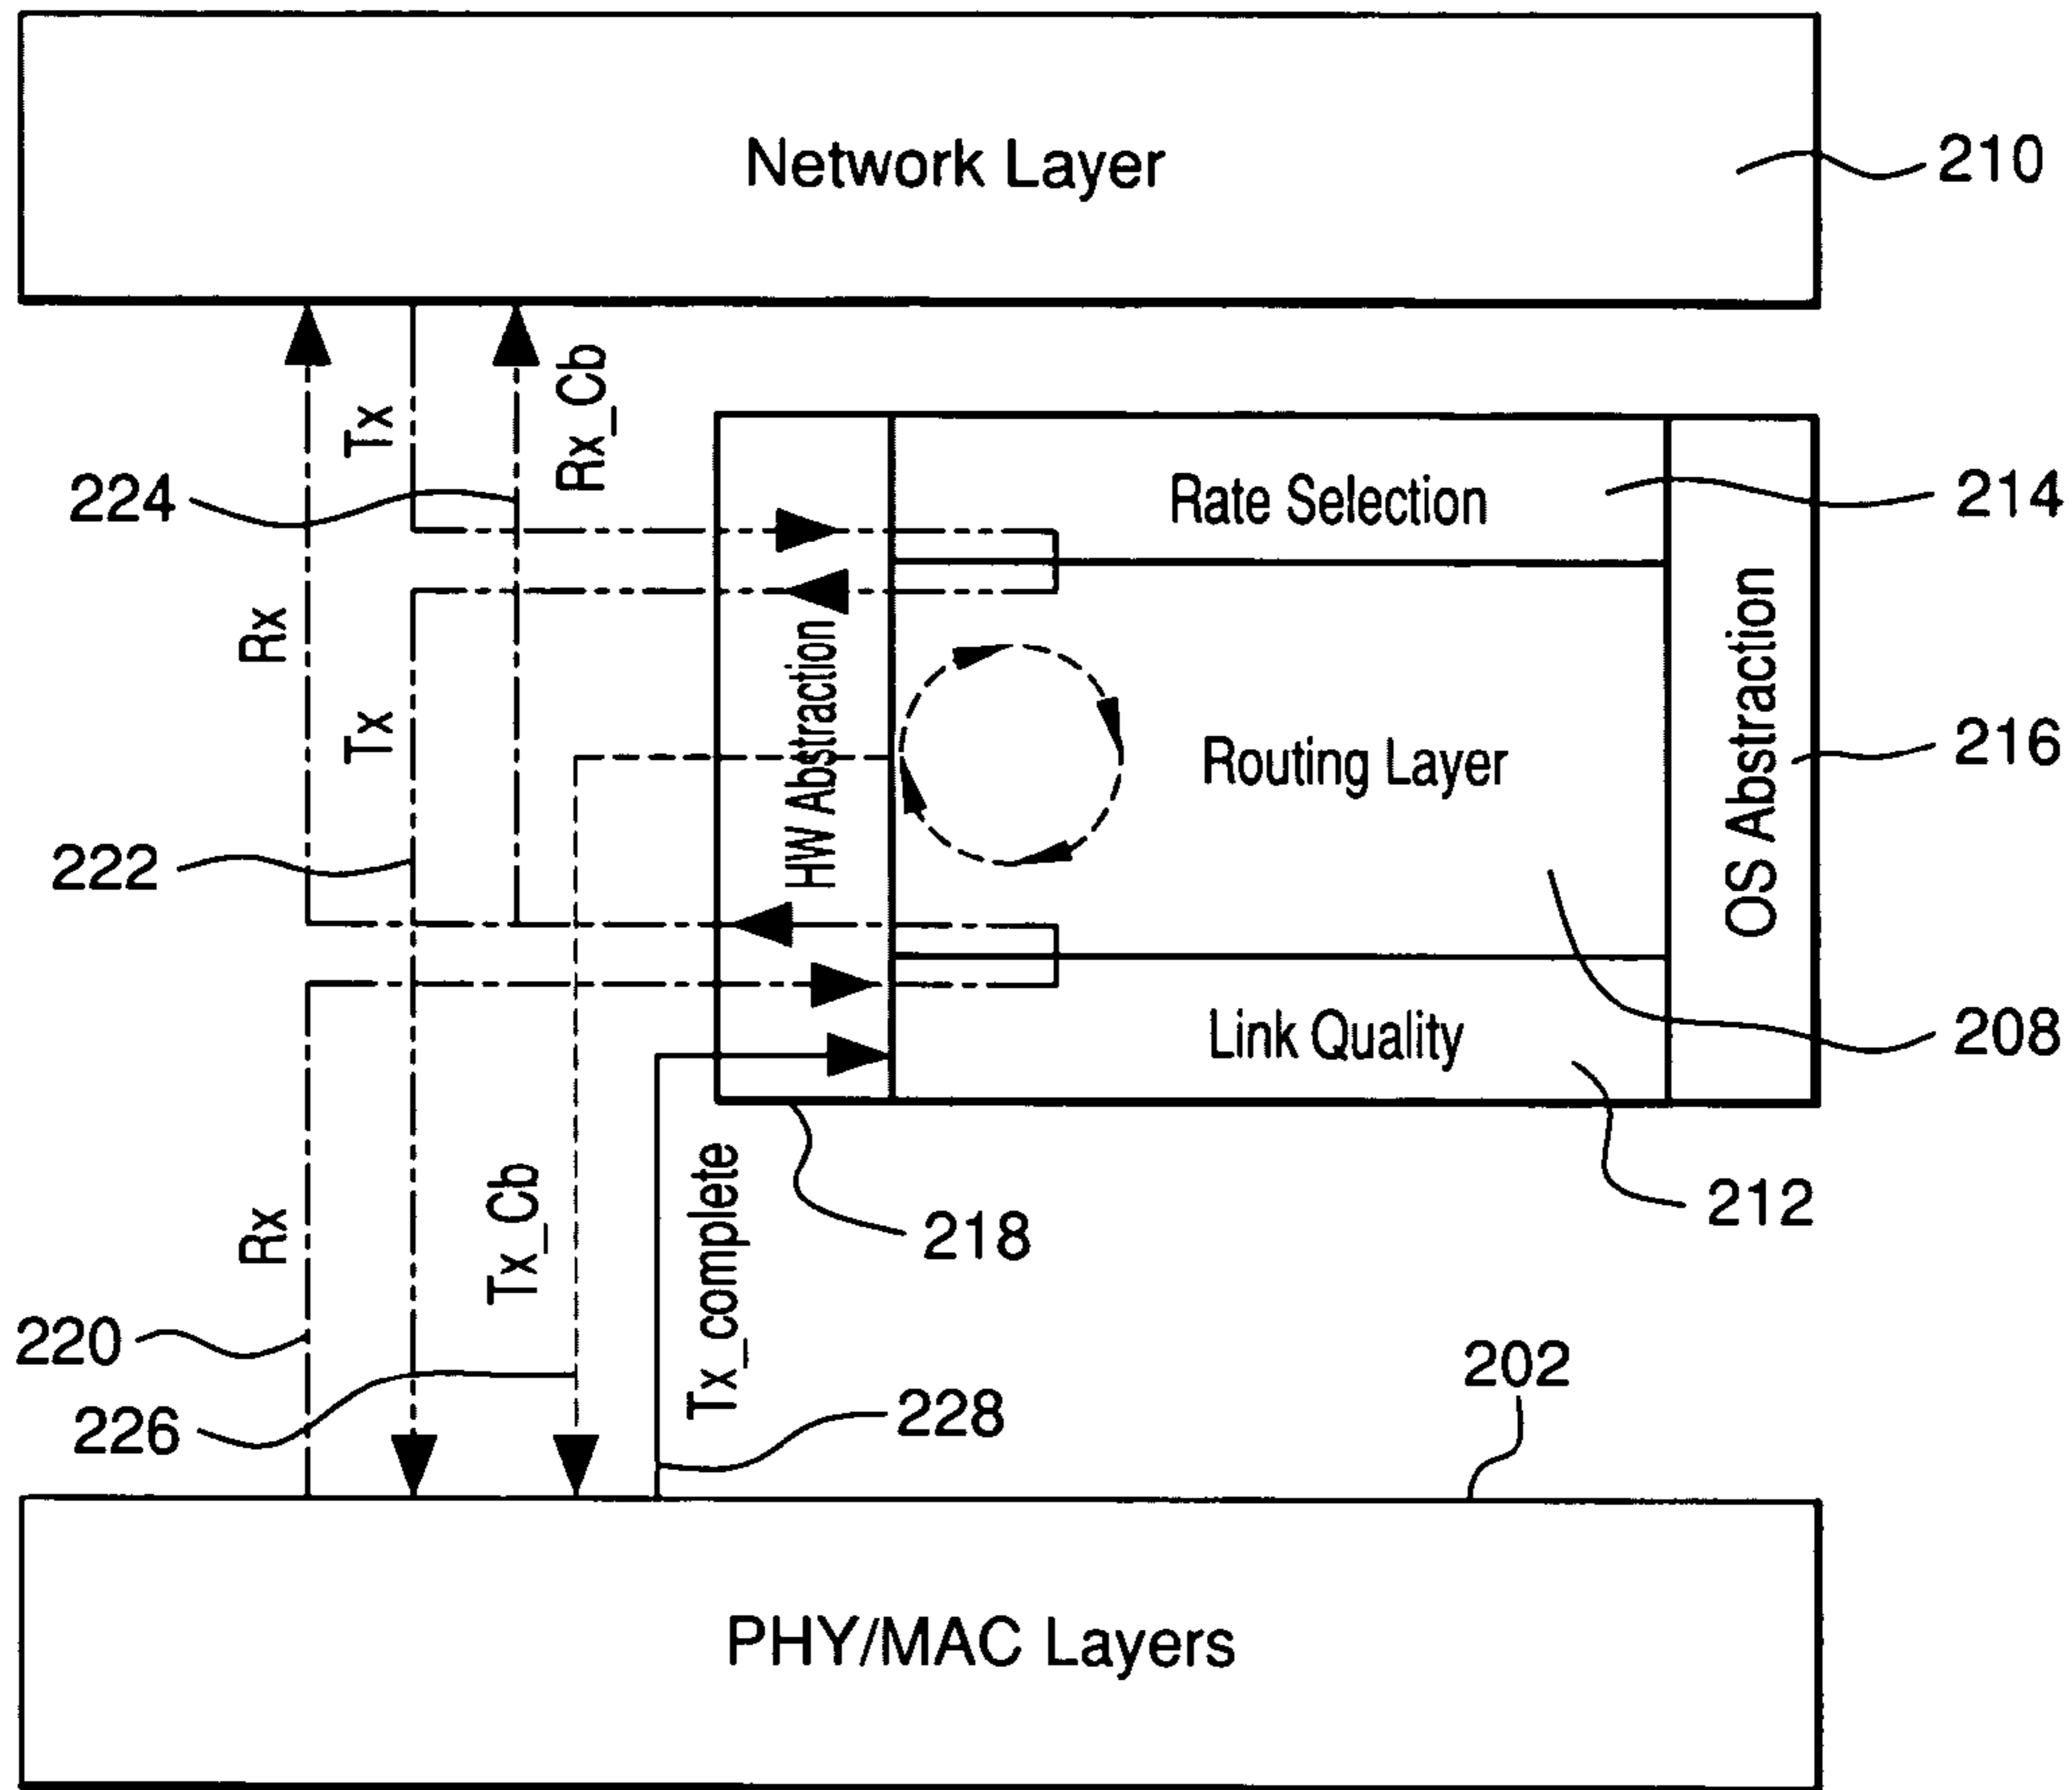 Network Layer
210
Tx
Rx_Cb
224
Rate Selection
214
Rx
Tx
HW Abstraction
Routing Layer
OS Abstraction
216
222
208
Link Quality
212
218
Rx
Tx_Cb
Tx_complete
220
226
228
202
PHY/MAC Layers